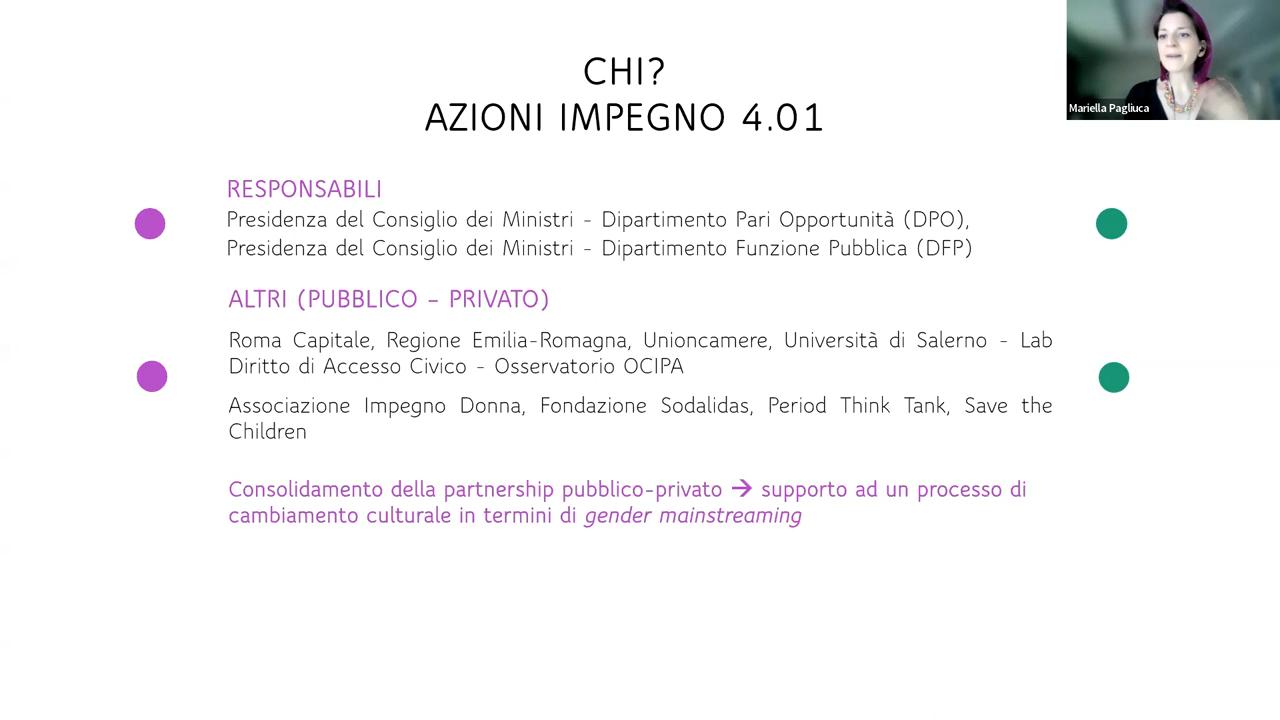 CHI?
AZIONI IMPEGNO 4.01
Mariella Pagliuca
RESPONSABILI
Presidenza del Consiglio dei Ministri - Dipartimento Pari Opportunità (DPO),
Presidenza del Consiglio dei Ministri - Dipartimento Funzione Pubblica (DFP)
ALTRI (PUBBLICO – PRIVATO)
Roma Capitale, Regione Emilia-Romagna, Unioncamere, Università di Salerno - Lab
Diritto di Accesso Civico - Osservatorio OCIPA
Associazione Impegno Donna, Fondazione Sodalidas, Period Think Tank, Save the
Children
Consolidamento della partnership pubblico-privato → supporto ad un processo di
cambiamento culturale in termini di gender mainstreaming